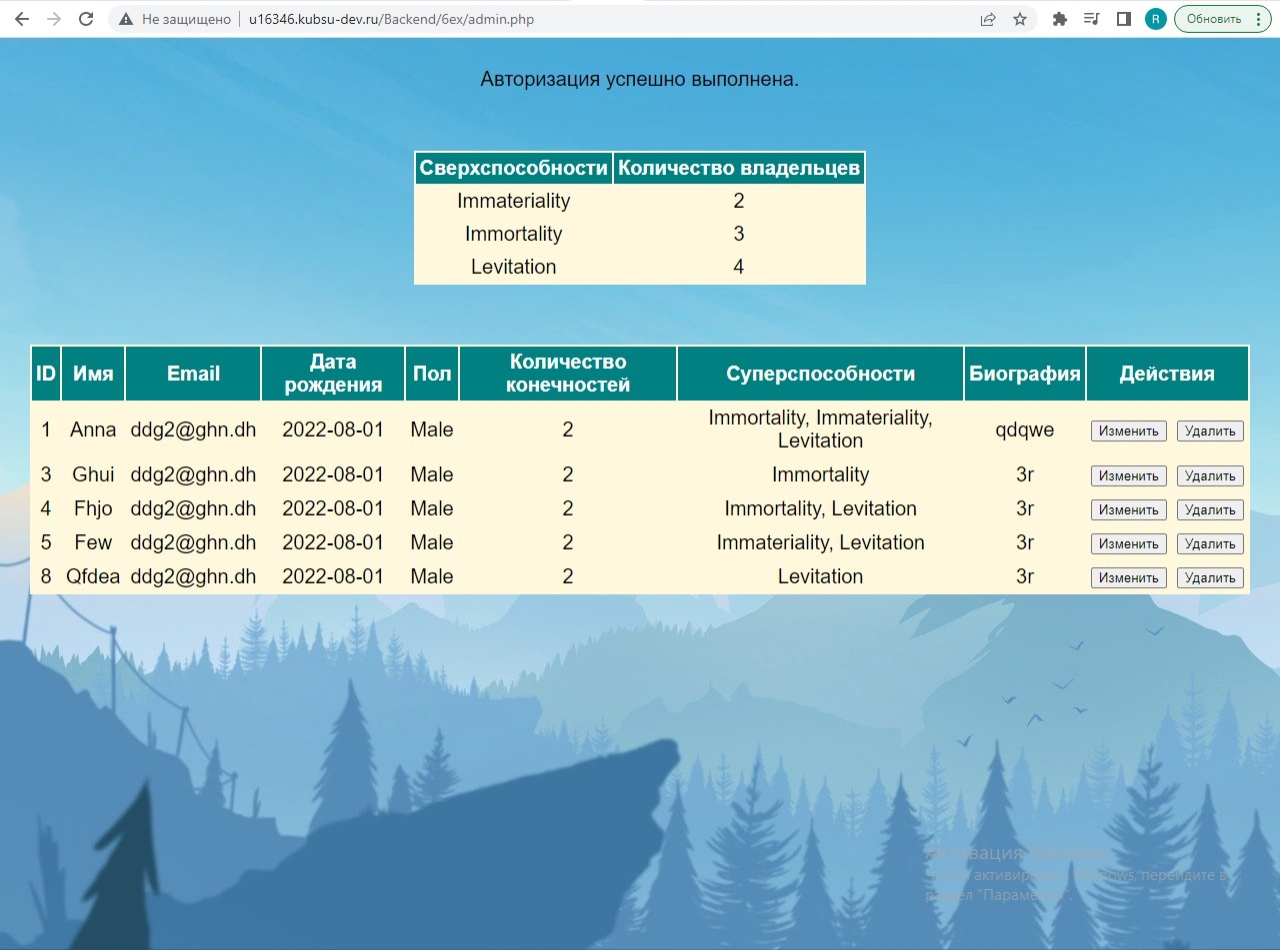 Не защищено u16346.kubsu-dev.ru/Backend/6ex/admin.php R Обновить
Авторизация успешно выполнена.
Сверхспособности Количество владельцев
Immateriality 2
Immortality 3
Levitation 4
ID Имя Email Дата рождения Пол Количество конечностей Суперспособности Биография Действия
1 Anna ddg2@ghn.dh 2022-08-01 Male 2 Immortality, Immateriality, Levitation qdqwe Изменить Удалить
3 Ghui ddg2@ghn.dh 2022-08-01 Male 2 Immortality 3r Изменить Удалить
4 Fhjo ddg2@ghn.dh 2022-08-01 Male 2 Immortality, Levitation 3r Изменить Удалить
5 Few ddg2@ghn.dh 2022-08-01 Male 2 Immateriality, Levitation 3r Изменить Удалить
8 Qfdea ddg2@ghn.dh 2022-08-01 Male 2 Levitation 3r Изменить Удалить
Активация Windows
Чтобы активировать Windows, перейдите в
раздел "Параметры".